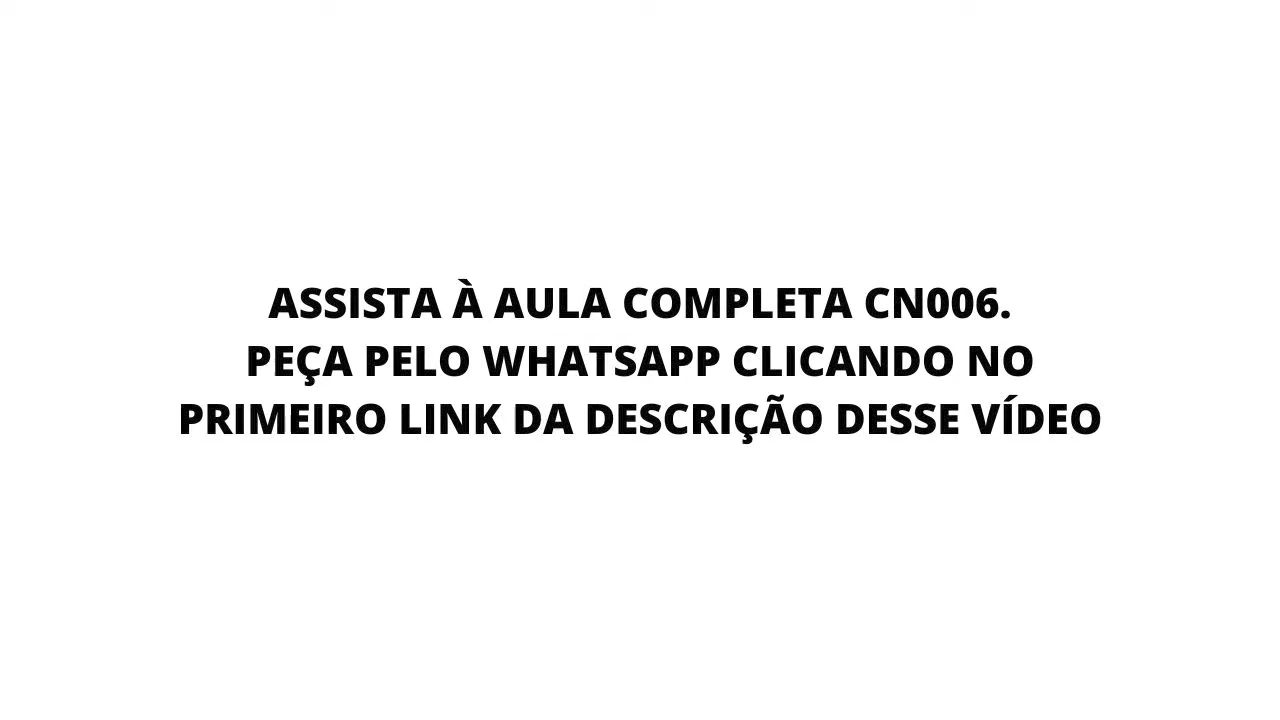 ASSISTA À AULA COMPLETA CN006.
PEÇA PELO WHATSAPP CLICANDO NO
PRIMEIRO LINK DA DESCRIÇÃO DESSE VÍDEO